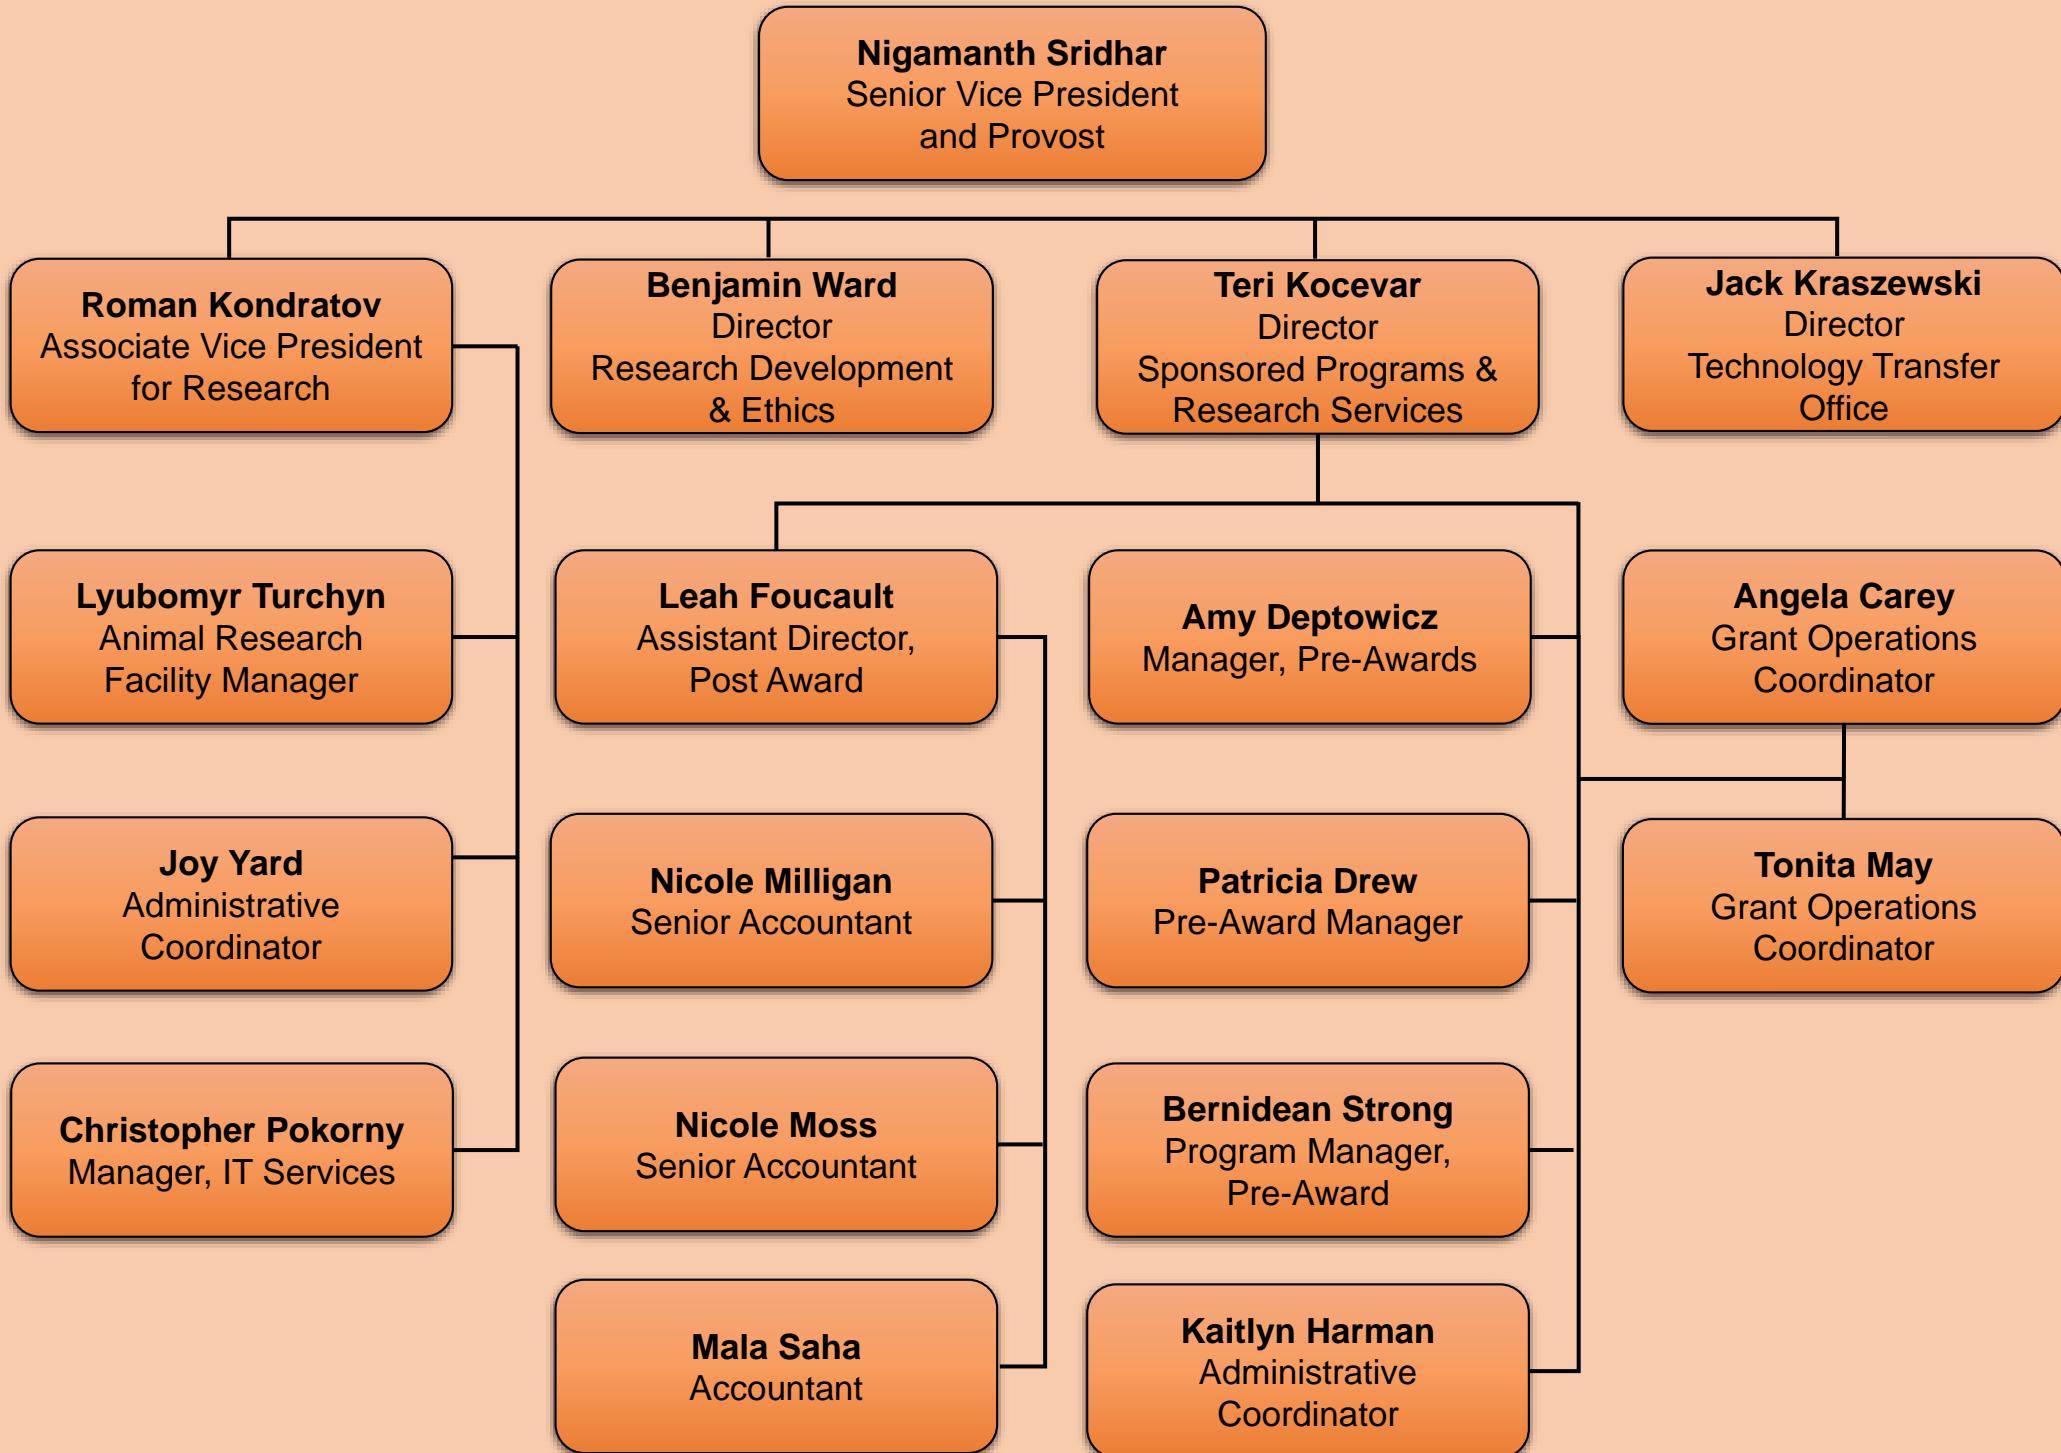 Nigamanth Sridhar
Senior Vice President
and Provost
Roman Kondratov
Associate Vice President
for Research
Benjamin Ward
Director
Research Development
& Ethics
Teri Kocevar
Director
Sponsored Programs &
Research Services
Jack Kraszewski
Director
Technology Transfer
Office
Lyubomyr Turchyn
Animal Research
Facility Manager
Leah Foucault
Assistant Director,
Post Award
Amy Deptowicz
Manager, Pre-Awards
Angela Carey
Grant Operations
Coordinator
Joy Yard
Administrative
Coordinator
Nicole Milligan
Senior Accountant
Patricia Drew
Pre-Award Manager
Tonita May
Grant Operations
Coordinator
Christopher Pokorny
Manager, IT Services
Nicole Moss
Senior Accountant
Bernidean Strong
Program Manager,
Pre-Award
Mala Saha
Accountant
Kaitlyn Harman
Administrative
Coordinator